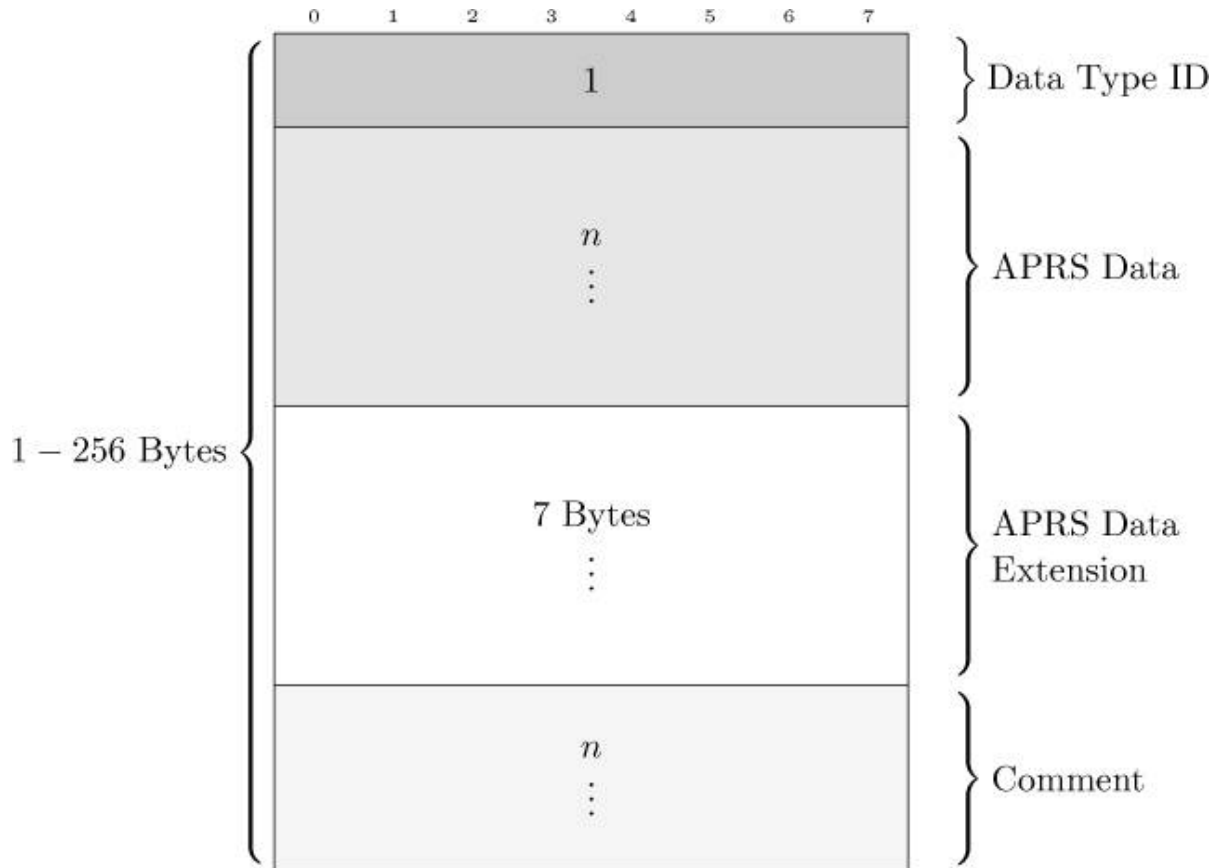 0 1 2 3 4 5 6 7
1
Data Type ID
n
⋮
APRS Data
1 – 256 Bytes
7 Bytes
⋮
APRS Data
Extension
n
⋮
Comment